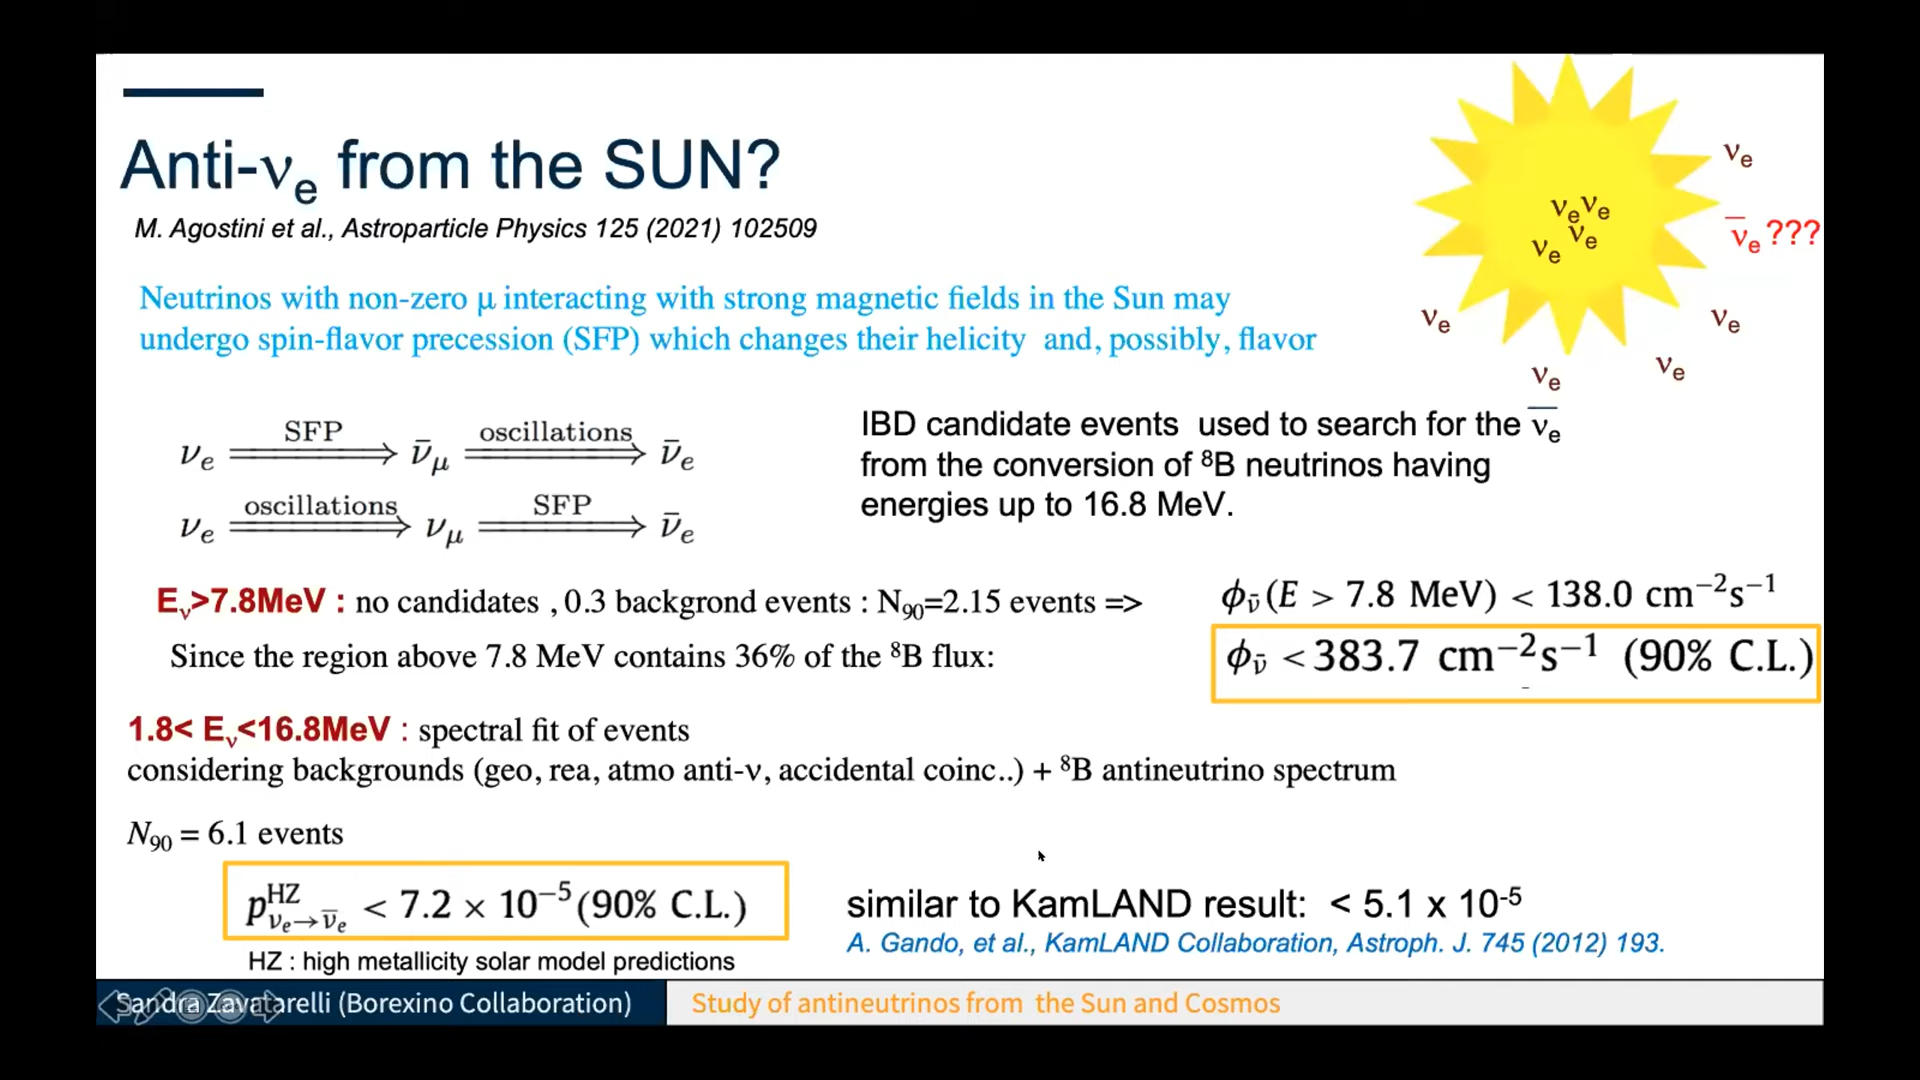 Anti-νe from the SUN?
M. Agostini et al., Astroparticle Physics 125 (2021) 102509
νe
νeνe
νe νe
ν̅e ???
νe
νe
νe
νe
Neutrinos with non-zero μ interacting with strong magnetic fields in the Sun may
undergo spin-flavor precession (SFP) which changes their helicity and, possibly, flavor
νe SFP⟹ ν̄μ oscillations⟹ ν̄e
νe oscillations⟹ νμ SFP⟹ ν̄e
IBD candidate events used to search for the ν̅e
from the conversion of ⁸B neutrinos having
energies up to 16.8 MeV.
Eν>7.8MeV : no candidates , 0.3 backgrond events : N₉₀=2.15 events =>
ϕν̄(E > 7.8 MeV) < 138.0 cm⁻²s⁻¹
Since the region above 7.8 MeV contains 36% of the ⁸B flux:
ϕν̄ < 383.7 cm⁻²s⁻¹ (90% C.L.)
1.8< Eν<16.8MeV : spectral fit of events
considering backgrounds (geo, rea, atmo anti-ν, accidental coinc..) + ⁸B antineutrino spectrum
N₉₀ = 6.1 events
p^HZ νe→ν̅e < 7.2 × 10⁻⁵ (90% C.L.)
HZ : high metallicity solar model predictions
similar to KamLAND result: < 5.1 x 10⁻⁵
A. Gando, et al., KamLAND Collaboration, Astroph. J. 745 (2012) 193.
Sandra Zavatarelli (Borexino Collaboration)
Study of antineutrinos from the Sun and Cosmos